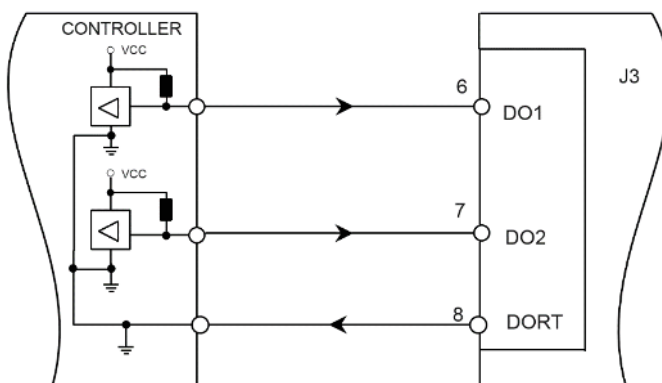 CONTROLLER
VCC
J3
6
DO1
VCC
7
DO2
8
DORT